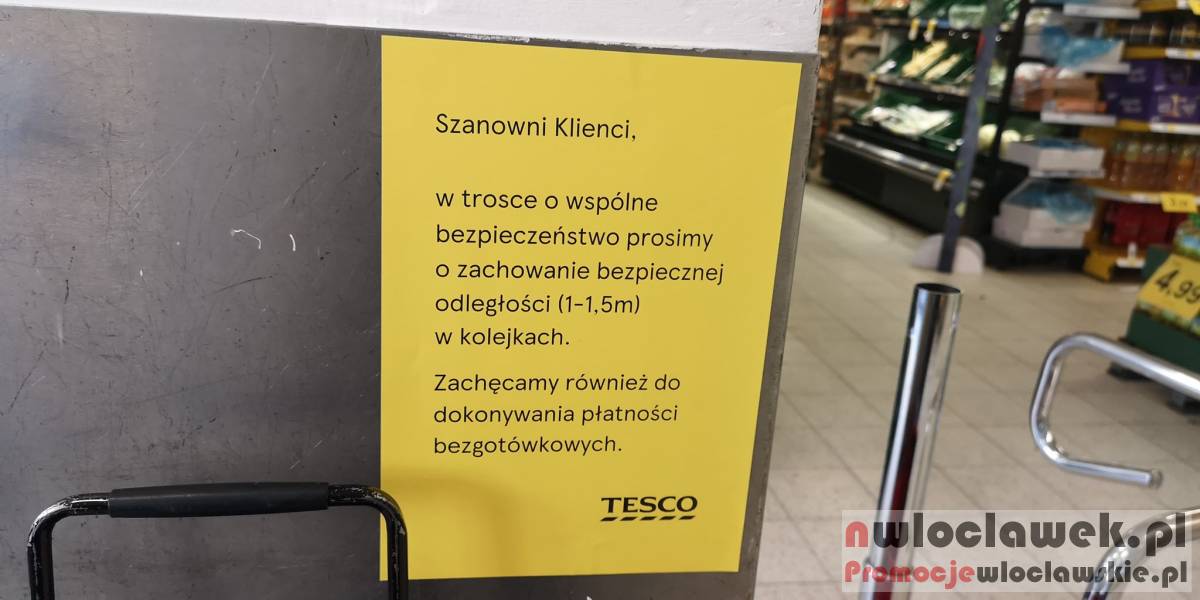 Szanowni Klienci,
w trosce o wspólne
bezpieczeństwo prosimy
o zachowanie bezpiecznej
odległości (1-1,5m)
w kolejkach.
Zachęcamy również do
dokonywania płatności
bezgotówkowych.
TESCO
4.99
nwloclawek.pl
Promocjewloclawskie.pl